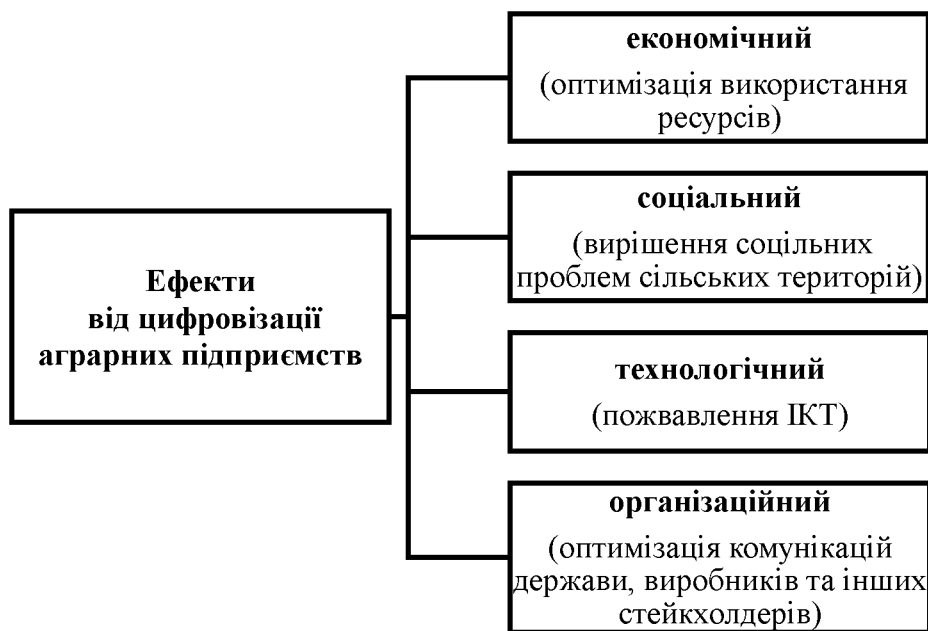 Ефекти
від цифровізації
аграрних підприємств
економічний
(оптимізація використання
ресурсів)
соціальний
(вирішення соцільних
проблем сільських територій)
технологічний
(пожвавлення ІКТ)
організаційний
(оптимізація комунікацій
держави, виробників та інших
стейкхолдерів)